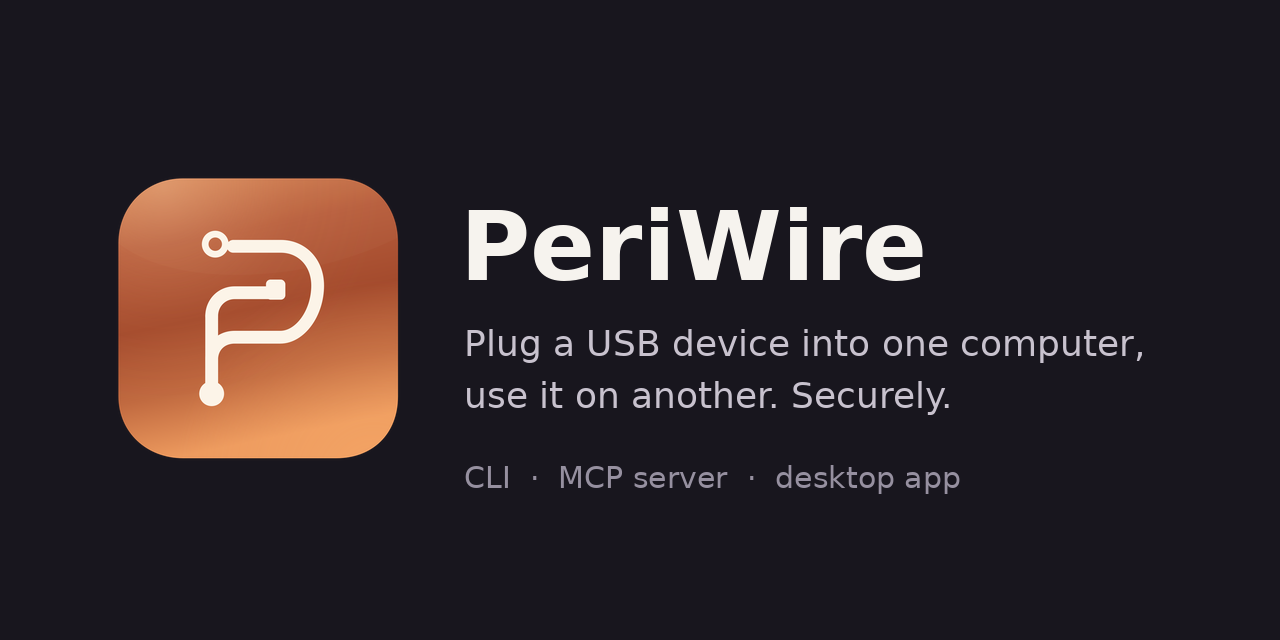 PeriWire
Plug a USB device into one computer,
use it on another. Securely.
CLI · MCP server · desktop app